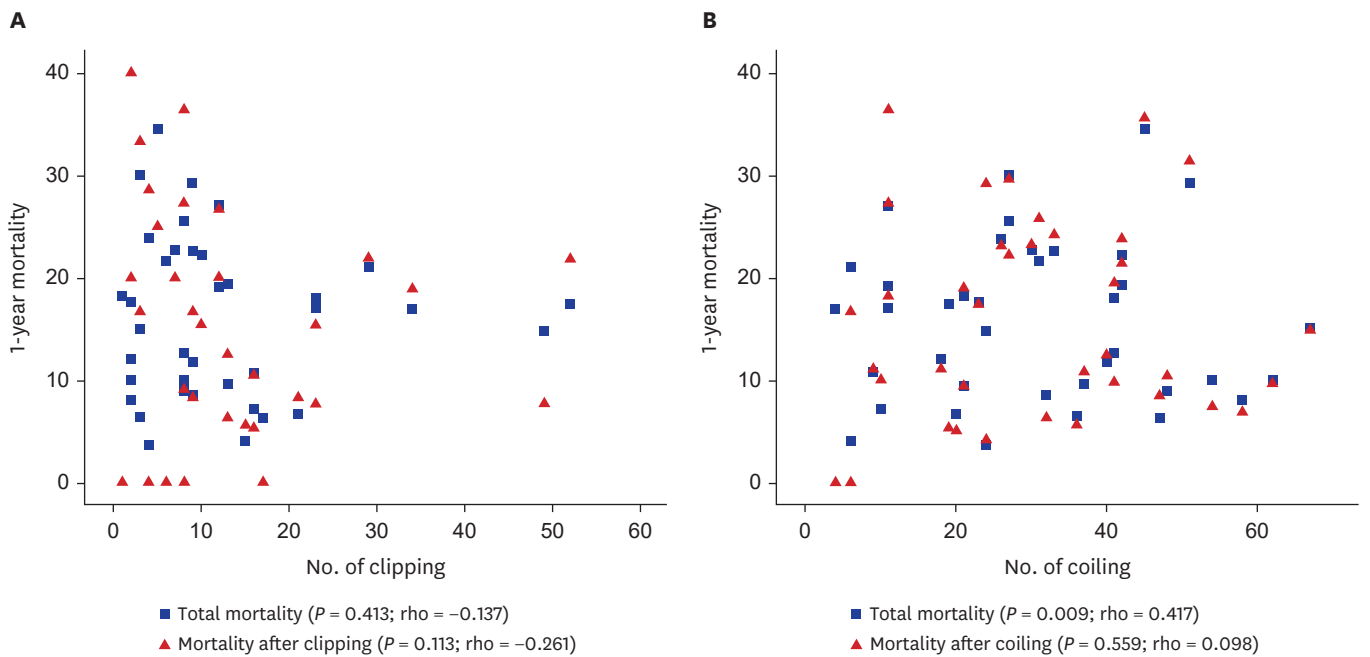 A
1-year mortality
40
30
20
10
0
0 10 20 30 40 50 60
No. of clipping
Total mortality (P = 0.413; rho = −0.137)
Mortality after clipping (P = 0.113; rho = −0.261)
B
1-year mortality
40
30
20
10
0
0 20 40 60
No. of coiling
Total mortality (P = 0.009; rho = 0.417)
Mortality after coiling (P = 0.559; rho = 0.098)